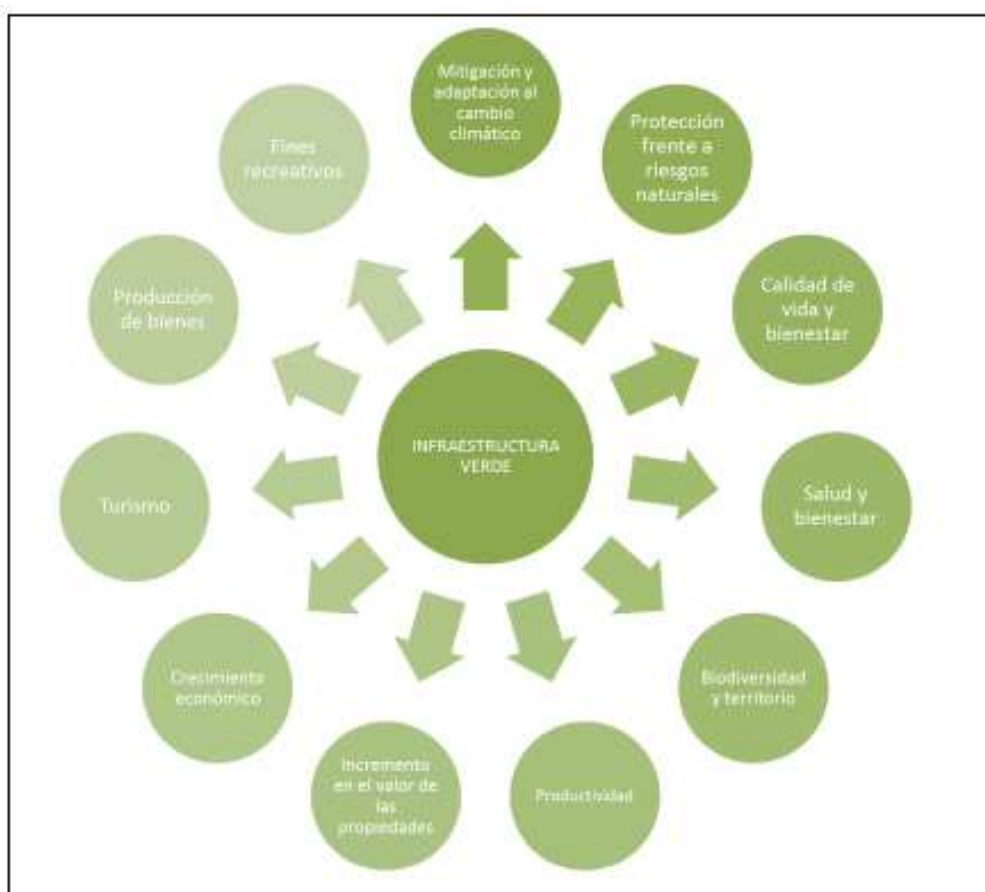 Mitigación y
adaptación al
cambio
climático
Protección
frente a
riesgos
naturales
Calidad de
vida y
bienestar
Salud y
bienestar
Biodiversidad
y territorio
Productividad
Incremento
en el valor de
las
propiedades
Crecimiento
económico
Turismo
Producción
de bienes
Fines
recreativos
INFRAESTRUCTURA
VERDE